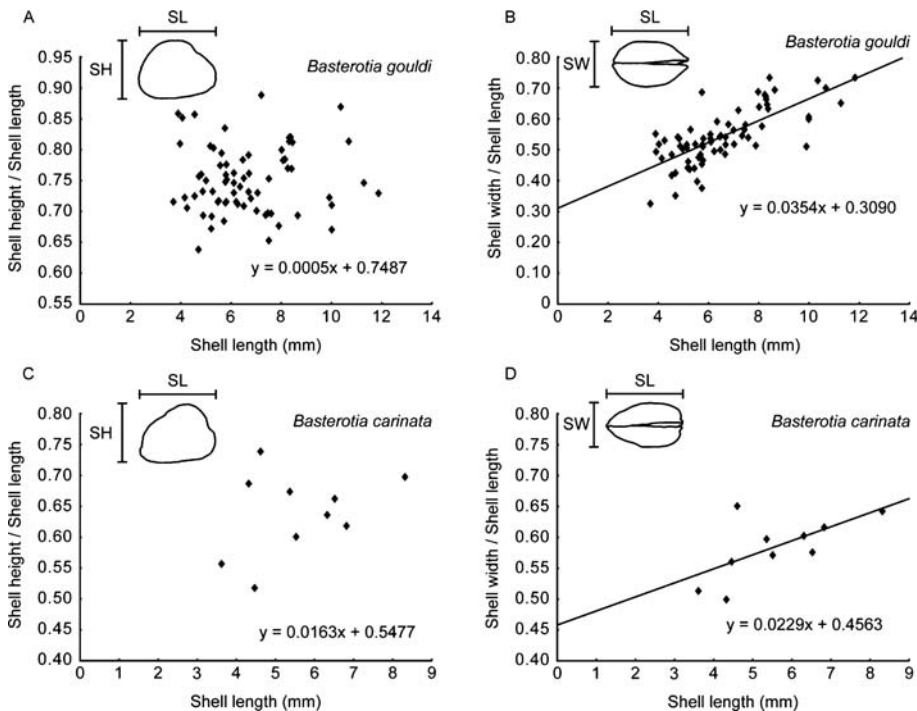 A
SL
SH
Basterotia gouldi
Shell height / Shell length
1.00
0.95
0.90
0.85
0.80
0.75
0.70
0.65
0.60
0.55
y = 0.0005x + 0.7487
0 2 4 6 8 10 12 14
Shell length (mm)
B
SL
SW
Basterotia gouldi
Shell width / Shell length
0.80
0.70
0.60
0.50
0.40
0.30
0.20
0.10
0
y = 0.0354x + 0.3090
0 2 4 6 8 10 12 14
Shell length (mm)
C
SL
SH
Basterotia carinata
Shell height / Shell length
0.80
0.75
0.70
0.65
0.60
0.55
0.50
0.45
0.40
y = 0.0163x + 0.5477
0 1 2 3 4 5 6 7 8 9
Shell length (mm)
D
SL
SW
Basterotia carinata
Shell width / Shell length
0.80
0.75
0.70
0.65
0.60
0.55
0.50
0.45
0.40
y = 0.0229x + 0.4563
0 1 2 3 4 5 6 7 8 9
Shell length (mm)